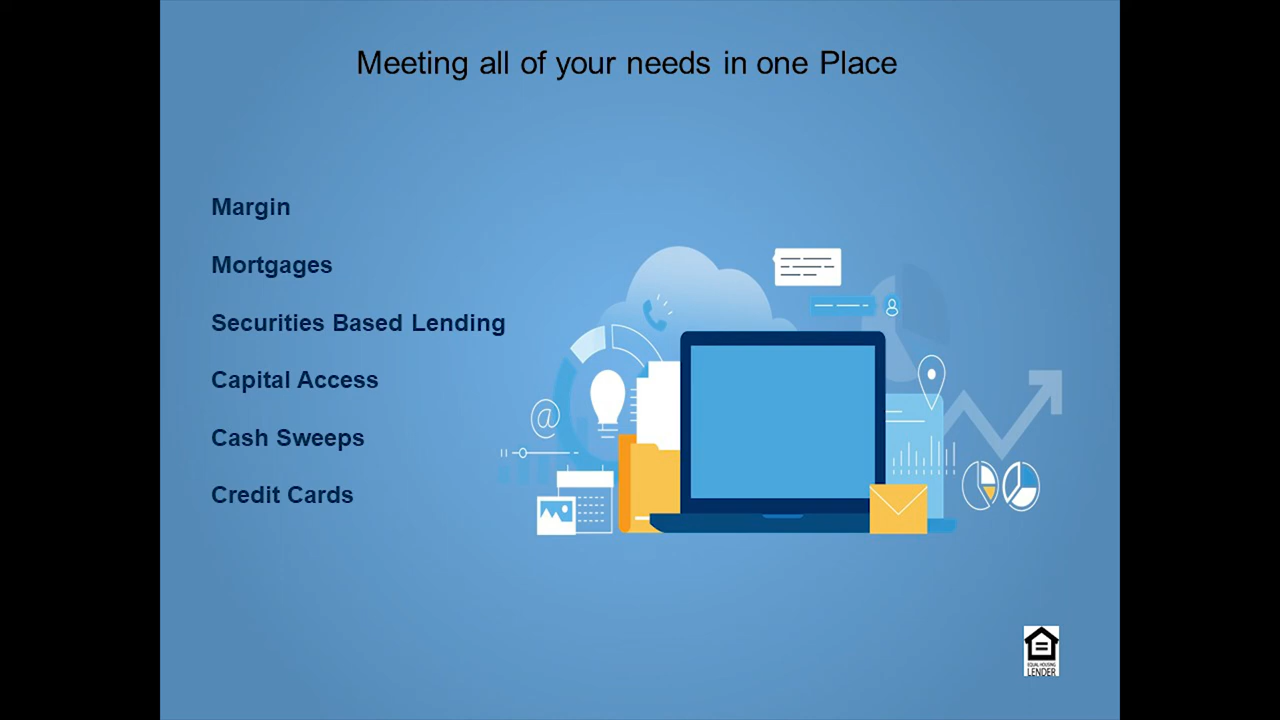 Meeting all of your needs in one Place
Margin
Mortgages
Securities Based Lending
Capital Access
Cash Sweeps
Credit Cards
@
EQUAL HOUSING
LENDER